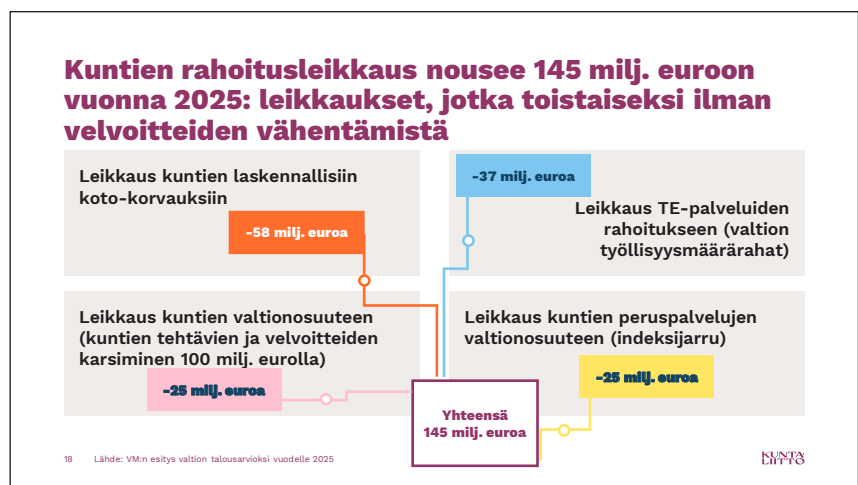 Kuntien rahoitusleikkaus nousee 145 milj. euroon
vuonna 2025: leikkaukset, jotka toistaiseksi ilman
velvoitteiden vähentämistä
Leikkaus kuntien laskennallisiin
koto-korvauksiin
-58 milj. euroa
-37 milj. euroa
Leikkaus TE-palveluiden
rahoitukseen (valtion
työllisyysmäärärahat)
Leikkaus kuntien valtionosuuteen
(kuntien tehtävien ja velvoitteiden
karsiminen 100 milj. eurolla)
-25 milj. euroa
Leikkaus kuntien peruspalvelujen
valtionosuuteen (indeksijarru)
-25 milj. euroa
Yhteensä
145 milj. euroa
18 Lähde: VM:n esitys valtion talousarvioksi vuodelle 2025
KUNTA
LIITTO